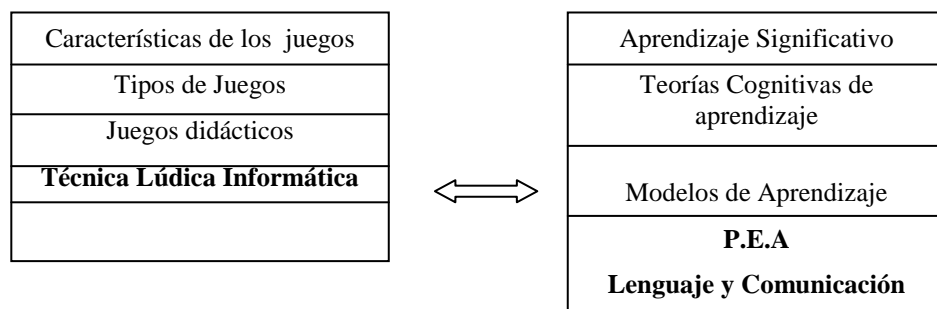 Características de los juegos
Tipos de Juegos
Juegos didácticos
Técnica Lúdica Informática
Aprendizaje Significativo
Teorías Cognitivas de
aprendizaje
Modelos de Aprendizaje
P.E.A
Lenguaje y Comunicación